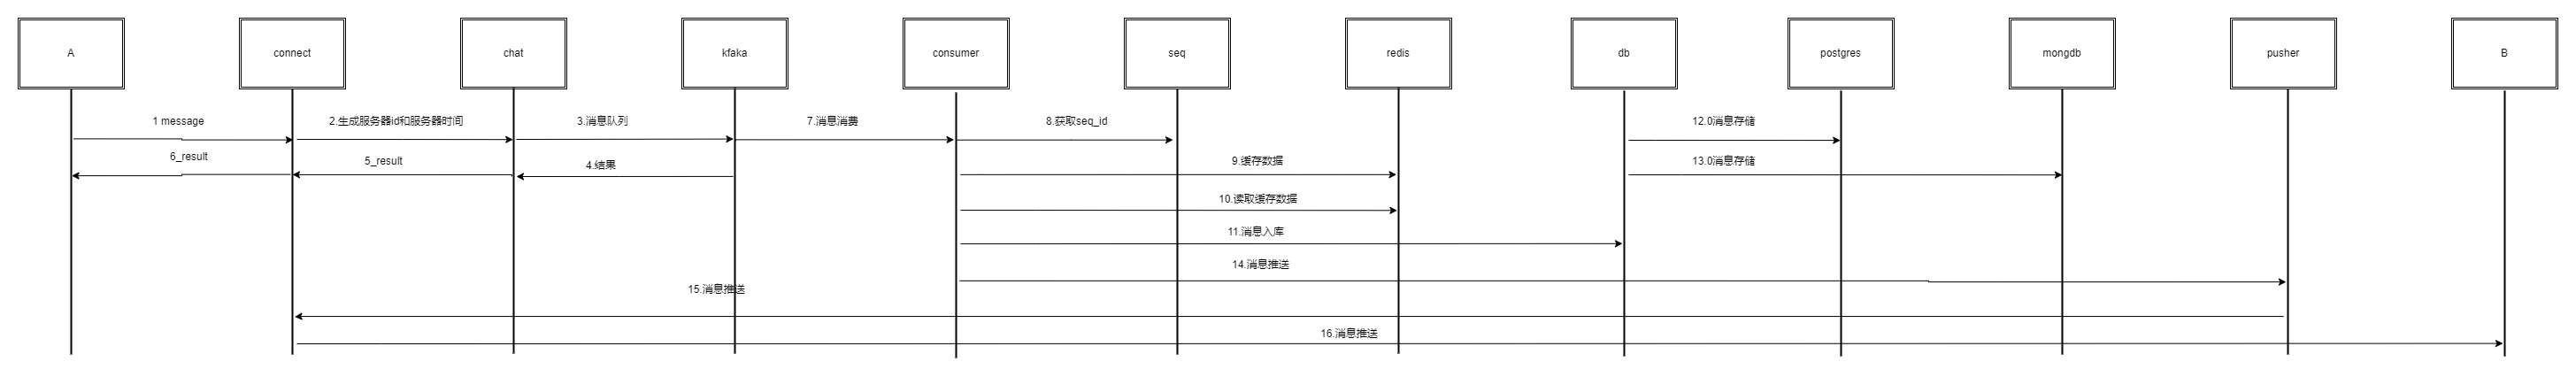 A
connect
chat
kfaka
consumer
seq
redis
db
postgres
mongdb
pusher
B
1 message
2.生成服务器id和服务器时间
3.消息队列
7.消息消费
8.获取seq_id
12.0消息存储
6_result
5_result
4.结果
9.缓存数据
13.0消息存储
10.读取缓存数据
11.消息入库
14.消息推送
15.消息推送
16.消息推送